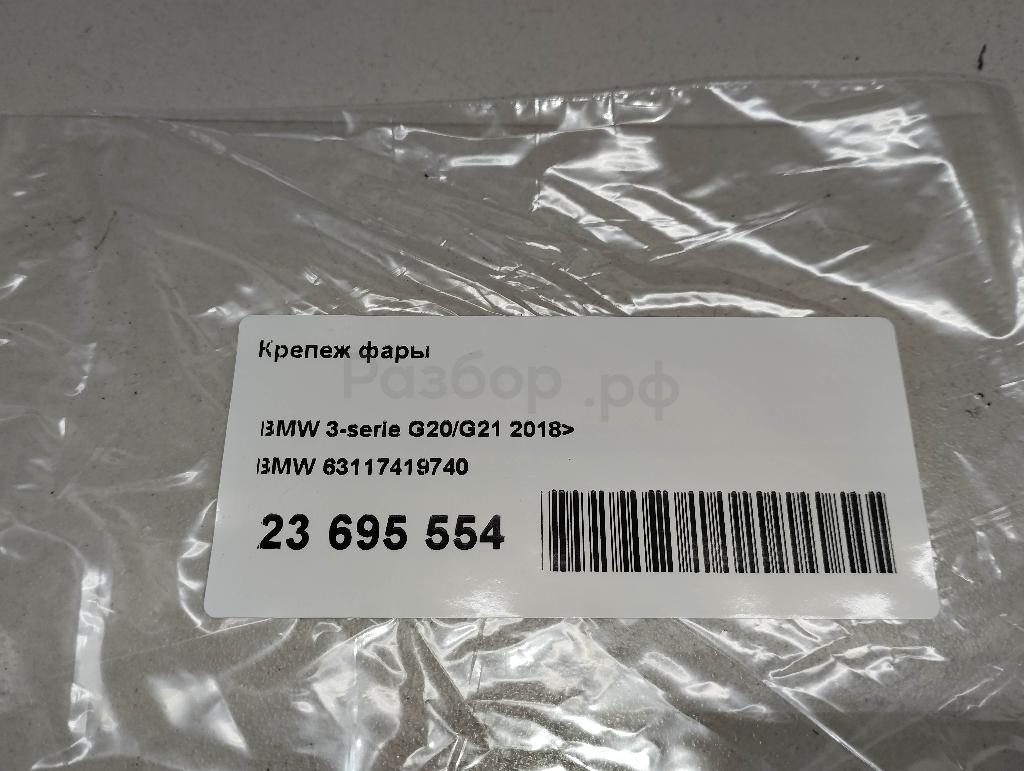 Крепеж фары
Разбор.рф
BMW 3-serie G20/G21 2018>
BMW 63117419740
23 695 554